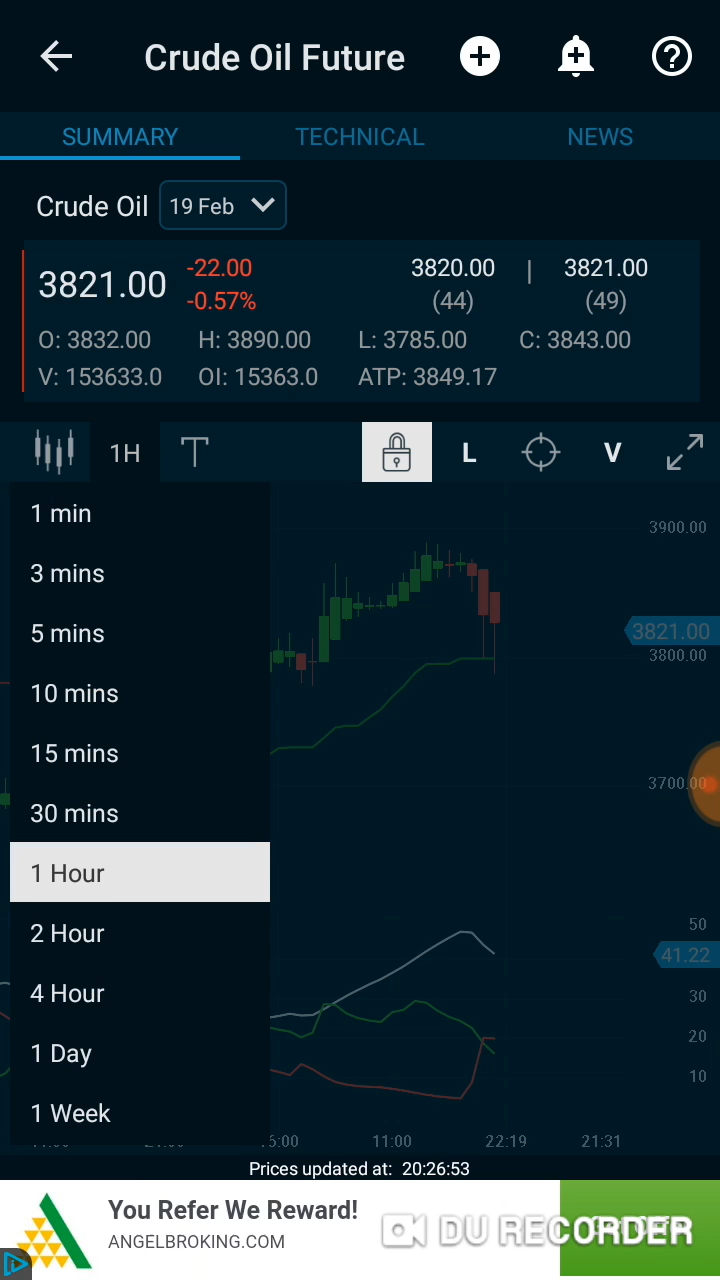 Crude Oil Future
SUMMARY TECHNICAL NEWS
Crude Oil 19 Feb
3821.00 -22.00 3820.00 | 3821.00
-0.57% (44) (49)
O: 3832.00 H: 3890.00 L: 3785.00 C: 3843.00
V: 153633.0 OI: 15363.0 ATP: 3849.17
1H T L V
1 min
3900.00
3 mins
5 mins
3821.00
3800.00
10 mins
15 mins
3700.00
30 mins
1 Hour
50
2 Hour
41.22
4 Hour
30
20
1 Day
10
1 Week
11:00 22:19 21:31
Prices updated at: 20:26:53
You Refer We Reward!
ANGELBROKING.COM
DU RECORDER